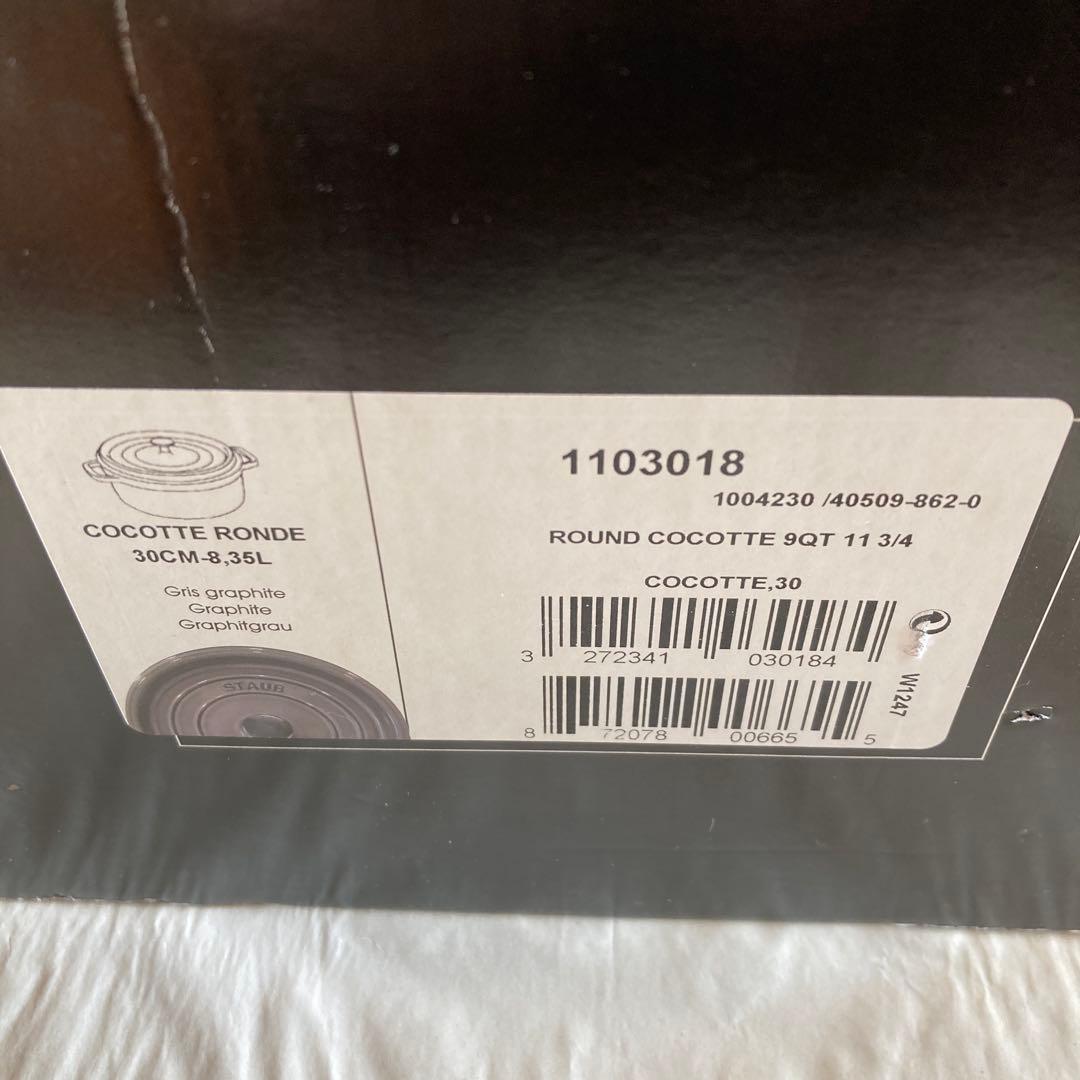 COCOTTE RONDE
30CM-8,35L
Gris graphite
Graphite
Graphitgrau
STAUB
1103018
1004230 /40509-862-0
ROUND COCOTTE 9QT 11 3/4
COCOTTE,30
3 272341 030184
8 72078 00665 5
W1247